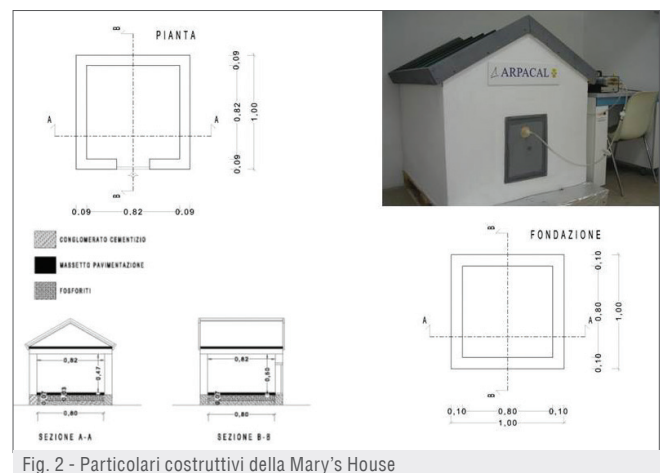 B
PIANTA
0,09
0,82
1,00
0,09
A
A
B
0.09 0.82 0.09
CONGLOMERATO CEMENTIZIO
MASSETTO PAVIMENTAZIONE
FOSFORITI
0,82
0,47
0,03
0,60
SEZIONE A-A
0,82
0,50
0,80
SEZIONE B-B
ARPACAL
B
FONDAZIONE
0,10
0,80
1,00
0,10
A
A
B
0,10 0,80 0,10
1,00
Fig. 2 - Particolari costruttivi della Mary's House